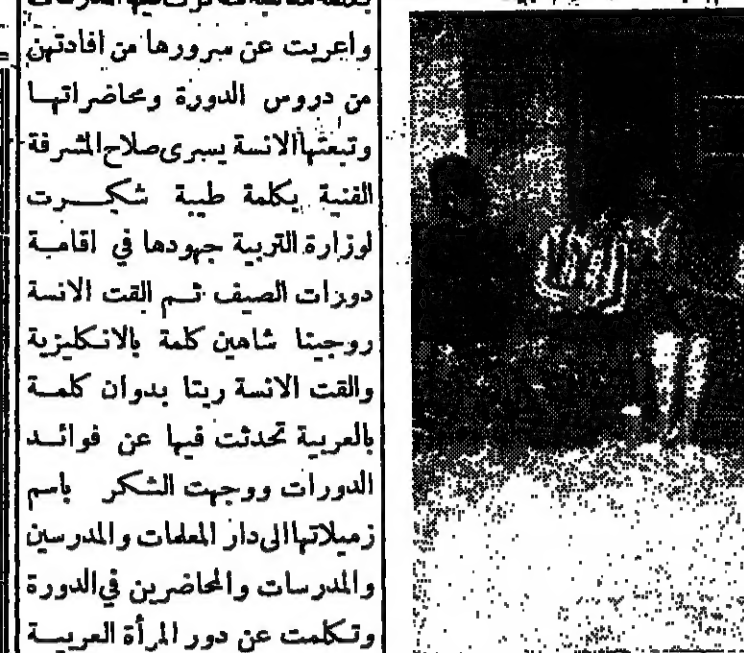 واعربت عن سرورها من افادتهن
من دروس الدورة ومحاضراتها
وتبعتها الانسة يسرى صلاح المشرفة
الفنية بكلمة طيبة شكرت
لوزارة التربية جهودها في اقامة
دورات الصيف ثم القت الانسة
روجينا شاهين كلمة بالانكليزية
والقت الانسة ريتا بدوان كلمة
بالعربية تحدثت فيها عن فوائد
الدورات ووجهت الشكر باسم
زميلاتها الى دار المعلمات والمدرسين
والمدرسات والمحاضرين في الدورة
وتكلمت عن دور المرأة العربية